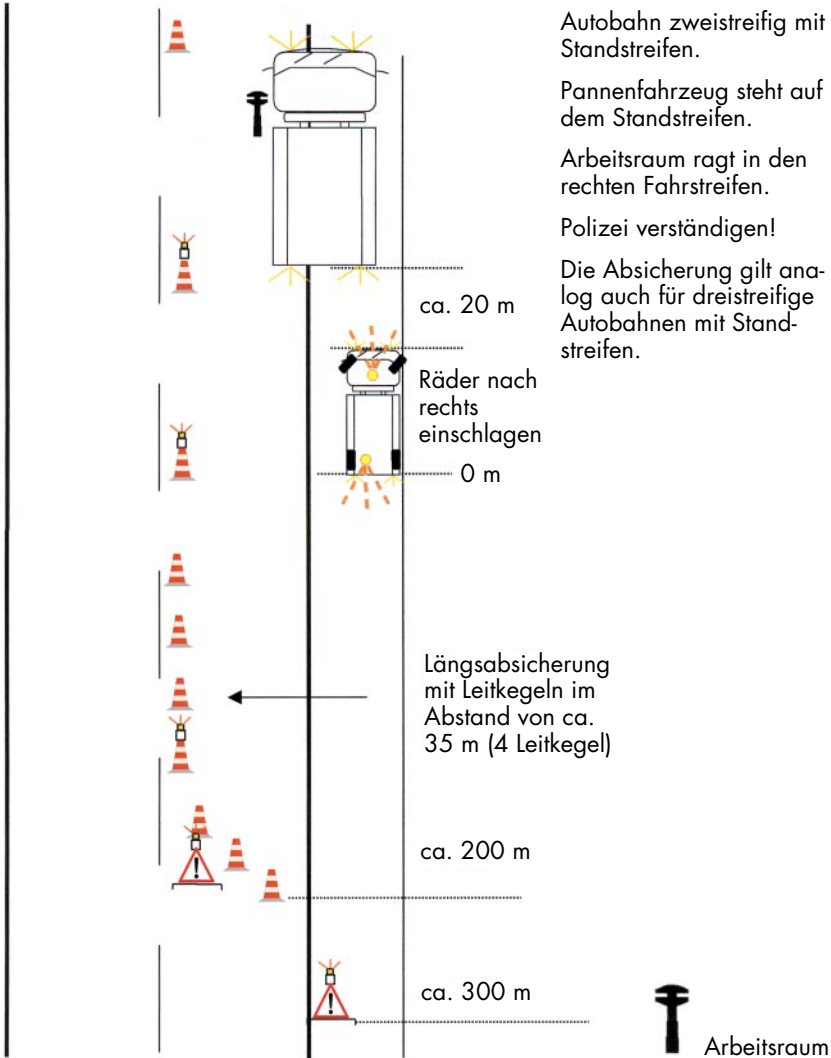 Autobahn zweistreifig mit
Standstreifen.
Pannenfahrzeug steht auf
dem Standstreifen.
Arbeitsraum ragt in den
rechten Fahrstreifen.
Polizei verständigen!
Die Absicherung gilt ana-
log auch für dreistreifige
Autobahnen mit Stand-
streifen.
ca. 20 m
Räder nach
rechts
einschlagen
0 m
Längsabsicherung
mit Leitkegeln im
Abstand von ca.
35 m (4 Leitkegel)
ca. 200 m
!
ca. 300 m
!
Arbeitsraum